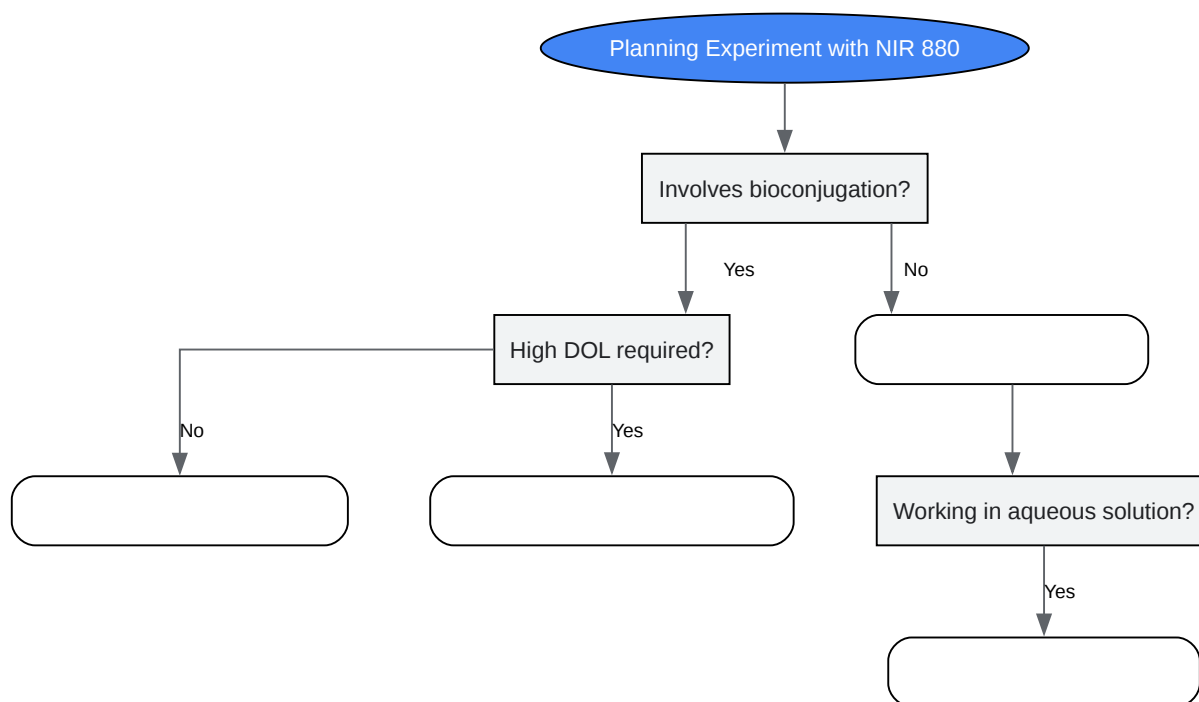 Planning Experiment with NIR 880
Involves bioconjugation?
Yes
No
High DOL required?
No
Yes
Working in aqueous solution?
Yes